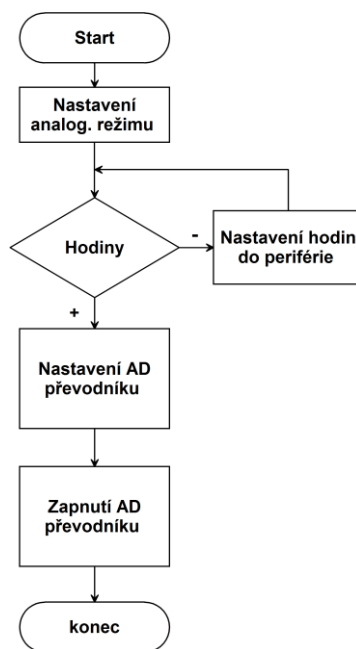 Start
Nastavení
analog. režimu
Hodiny
-
Nastavení hodin
do periférie
+
Nastavení AD
převodníku
Zapnutí AD
převodníku
konec